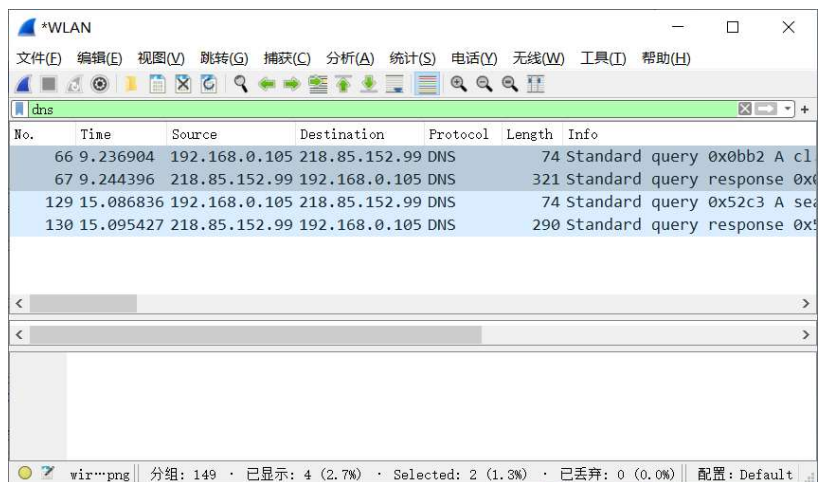 *WLAN
文件(F) 编辑(E) 视图(V) 跳转(G) 捕获(C) 分析(A) 统计(S) 电话(Y) 无线(W) 工具(T) 帮助(H)
dns
No. Time Source Destination Protocol Length Info
66 9.236904 192.168.0.105 218.85.152.99 DNS 74 Standard query 0x0bb2 A cl
67 9.244396 218.85.152.99 192.168.0.105 DNS 321 Standard query response 0x
129 15.086836 192.168.0.105 218.85.152.99 DNS 74 Standard query 0x52c3 A sea
130 15.095427 218.85.152.99 192.168.0.105 DNS 290 Standard query response 0x5
wir…png 分组: 149 · 已显示: 4 (2.7%) · Selected: 2 (1.3%) · 已丢弃: 0 (0.0%) 配置: Default